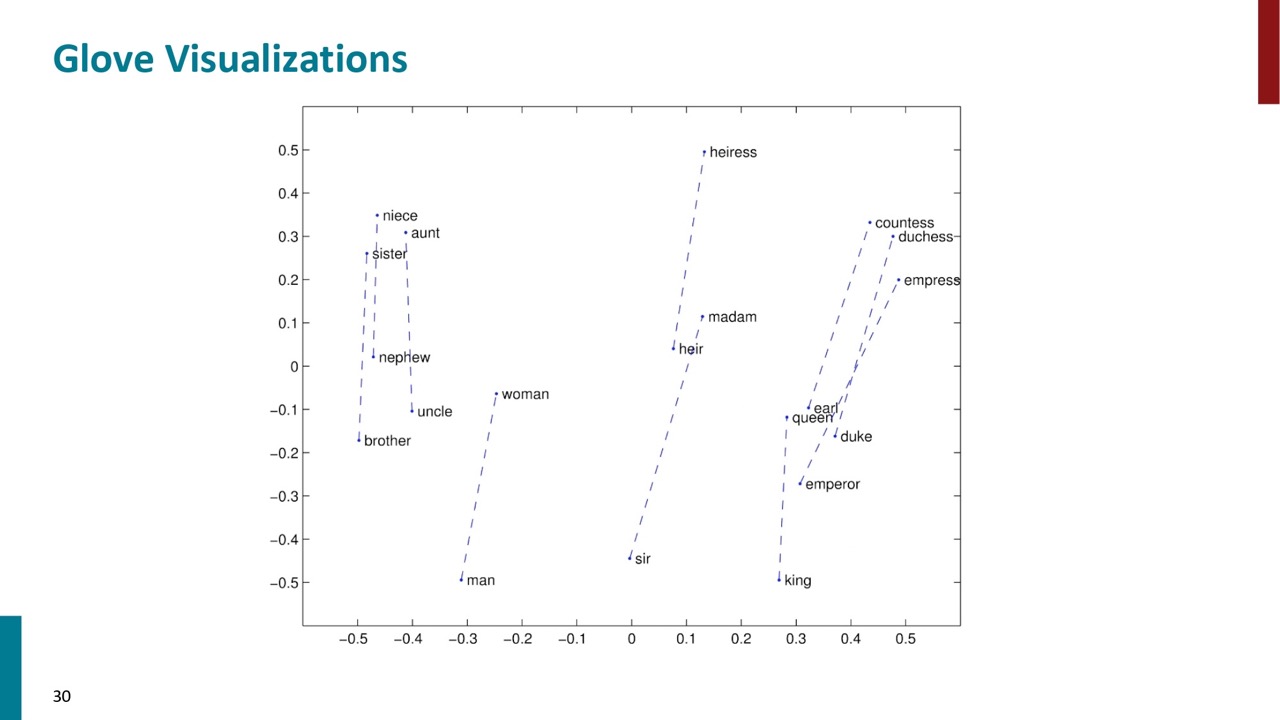 Glove Visualizations
0.5
0.4
0.3
0.2
0.1
0
−0.1
−0.2
−0.3
−0.4
−0.5
heiress
niece
countess
aunt
duchess
sister
empress
madam
heir
nephew
woman
earl
uncle
queen
duke
brother
emperor
sir
man
king
−0.5 −0.4 −0.3 −0.2 −0.1 0 0.1 0.2 0.3 0.4 0.5
30